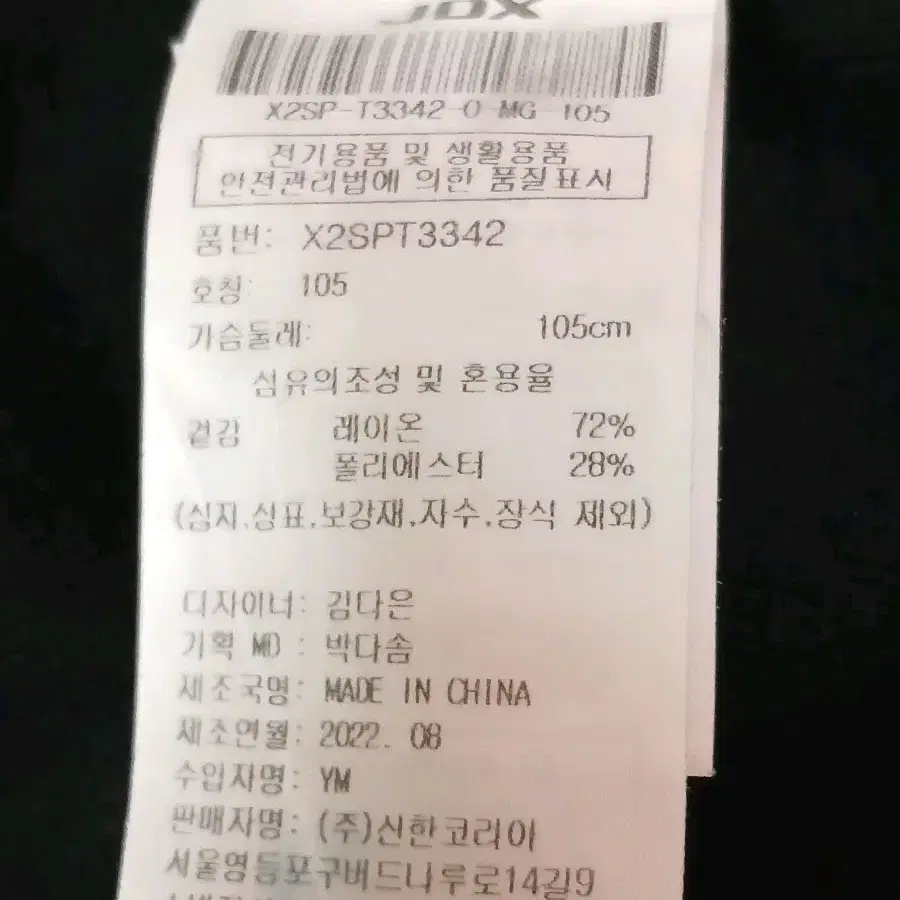 JDX
X2SP-T3342-0-MG-105
전기용품 및 생활용품
안전관리법에 의한 품질표시
품번: X2SPT3342
호칭: 105
가슴둘레: 105cm
섬유의조성 및 혼용율
겉감 레이온 72%
폴리에스터 28%
(심지,상표,보강재,자수,장식 제외)
디자이너: 김다은
기획 MD : 박다솜
제조국명: MADE IN CHINA
제조연월: 2022. 08
수입자명: YM
판매자명: (주)신한코리아
서울영등포구버드나루로14길9